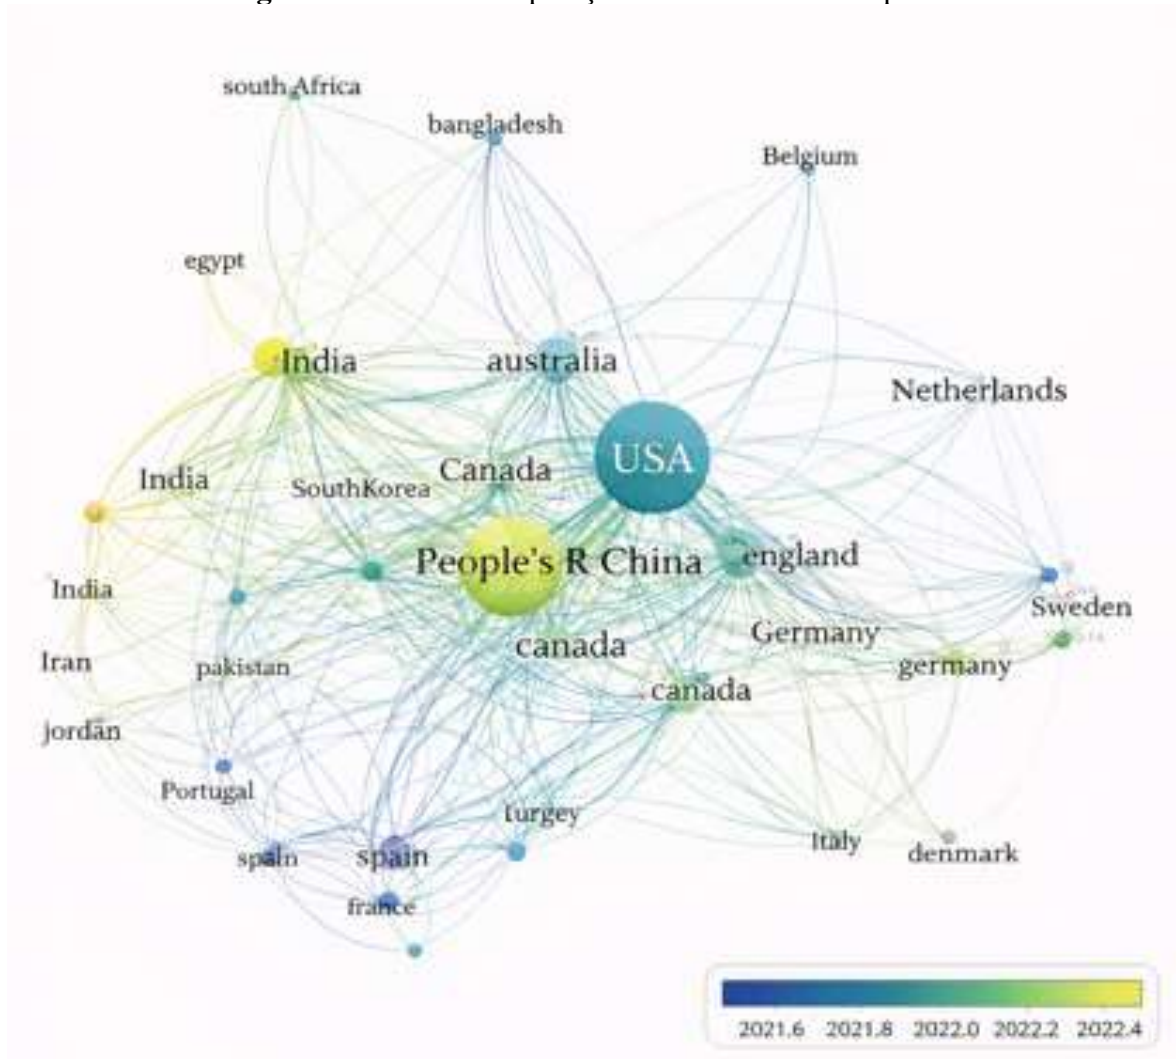 south Africa
bangladesh
Belgium
egypt
India
australia
Netherlands
USA
Canada
India
SouthKorea
People's R China
england
India
Sweden
Germany
canada
Iran
pakistan
germany
canada
jordan
Portugal
Turgey
Italy
denmark
spain
spain
france
2021.6 2021.8 2022.0 2022.2 2022.4